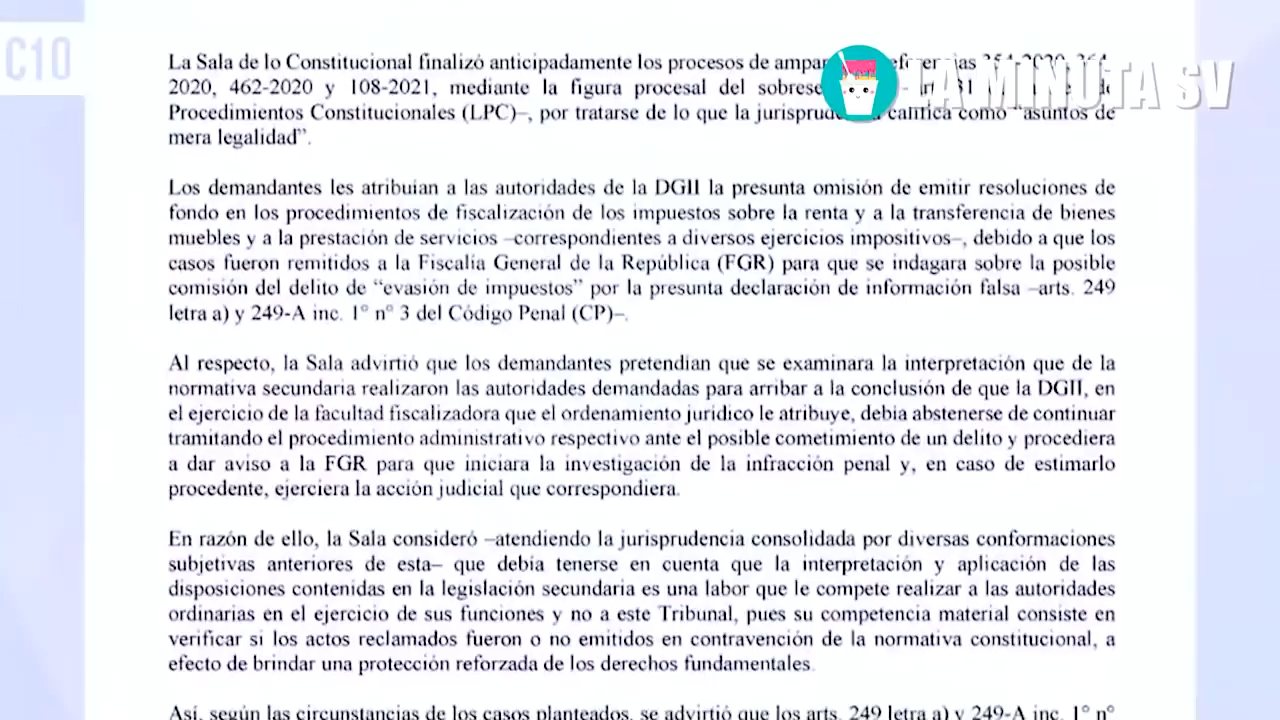 C10
LA MINUTA SV
La Sala de lo Constitucional finalizó anticipadamente los procesos de
2020, 462-2020 y 108-2021, mediante la figura procesal del
Procedimientos Constitucionales (LPC)–, por tratarse de lo que la califica como “asuntos de
mera legalidad”.
Los demandantes les atribuían a las autoridades de la DGII la presunta omisión de emitir resoluciones de
fondo en los procedimientos de fiscalización de los impuestos sobre la renta y a la transferencia de bienes
muebles y a la prestación de servicios –correspondientes a diversos ejercicios impositivos–, debido a que los
casos fueron remitidos a la Fiscalía General de la República (FGR) para que se indagara sobre la posible
comisión del delito de “evasión de impuestos” por la presunta declaración de información falsa –arts. 249
letra a) y 249-A inc. 1° n° 3 del Código Penal (CP)–.
Al respecto, la Sala advirtió que los demandantes pretendían que se examinara la interpretación que de la
normativa secundaria realizaron las autoridades demandadas para arribar a la conclusión de que la DGII, en
el ejercicio de la facultad fiscalizadora que el ordenamiento jurídico le atribuye, debía abstenerse de continuar
tramitando el procedimiento administrativo respectivo ante el posible cometimiento de un delito y procediera
a dar aviso a la FGR para que iniciara la investigación de la infracción penal y, en caso de estimarlo
procedente, ejerciera la acción judicial que correspondiera.
En razón de ello, la Sala consideró –atendiendo la jurisprudencia consolidada por diversas conformaciones
subjetivas anteriores de esta– que debía tenerse en cuenta que la interpretación y aplicación de las
disposiciones contenidas en la legislación secundaria es una labor que le compete realizar a las autoridades
ordinarias en el ejercicio de sus funciones y no a este Tribunal, pues su competencia material consiste en
verificar si los actos reclamados fueron o no emitidos en contravención de la normativa constitucional, a
efecto de brindar una protección reforzada de los derechos fundamentales.
Así, según las circunstancias de los casos planteados, se advirtió que los arts. 249 letra a) y 249-A inc. 1° n°